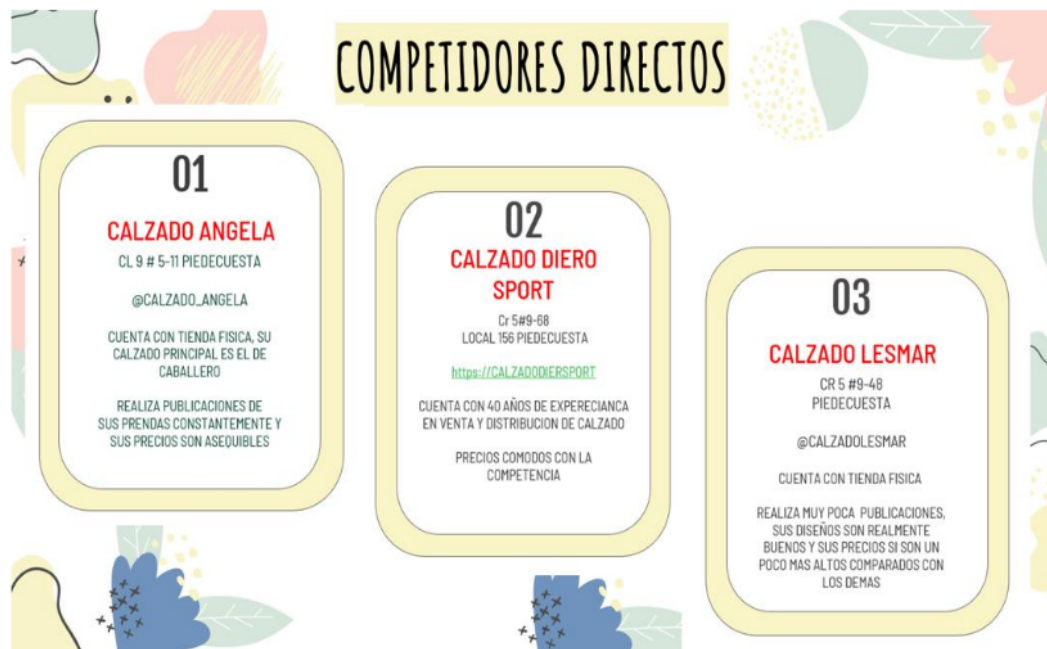 COMPETIDORES DIRECTOS
01
CALZADO ANGELA
CL 9 # 5-11 PIEDECUESTA
@CALZADO_ANGELA
CUENTA CON TIENDA FISICA, SU
CALZADO PRINCIPAL ES EL DE
CABALLERO
REALIZA PUBLICACIONES DE
SUS PRENDAS CONSTANTEMENTE Y
SUS PRECIOS SON ASEQUIBLES
02
CALZADO DIERO
SPORT
Cr 5#9-68
LOCAL 156 PIEDECUESTA
https://CALZADODIERSPORT
CUENTA CON 40 AÑOS DE EXPERECIANCA
EN VENTA Y DISTRIBUCION DE CALZADO
PRECIOS COMODOS CON LA
COMPETENCIA
03
CALZADO LESMAR
CR 5 #9-48
PIEDECUESTA
@CALZADOLESMAR
CUENTA CON TIENDA FISICA
REALIZA MUY POCA PUBLICACIONES,
SUS DISEÑOS SON REALMENTE
BUENOS Y SUS PRECIOS SI SON UN
POCO MAS ALTOS COMPARADOS CON
LOS DEMAS